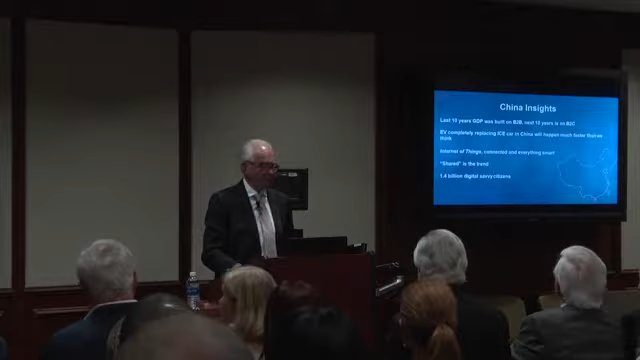 China Insights
Last 10 years GDP was built on B2B, next 10 years is on B2C
EV completely replacing ICE car in China will happen much faster than we
think
Internet of Things, connected and everything smart
"Shared" is the trend
1.4 billion digital savvy citizens